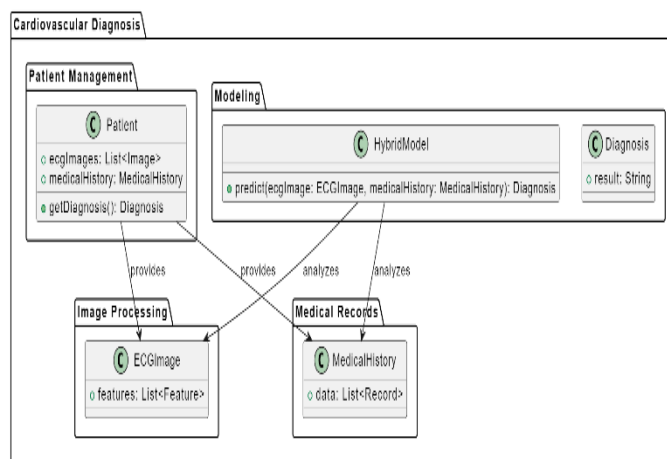 Cardiovascular Diagnosis
Patient Management
C Patient
ecgImages: List<Image>
medicalHistory: MedicalHistory
getDiagnosis(): Diagnosis
Modeling
C HybridModel
predict(ecgImage: ECGImage, medicalHistory: MedicalHistory): Diagnosis
C Diagnosis
result: String
provides
provides
analyzes
analyzes
Image Processing
C ECGImage
features: List<Feature>
Medical Records
C MedicalHistory
data: List<Record>